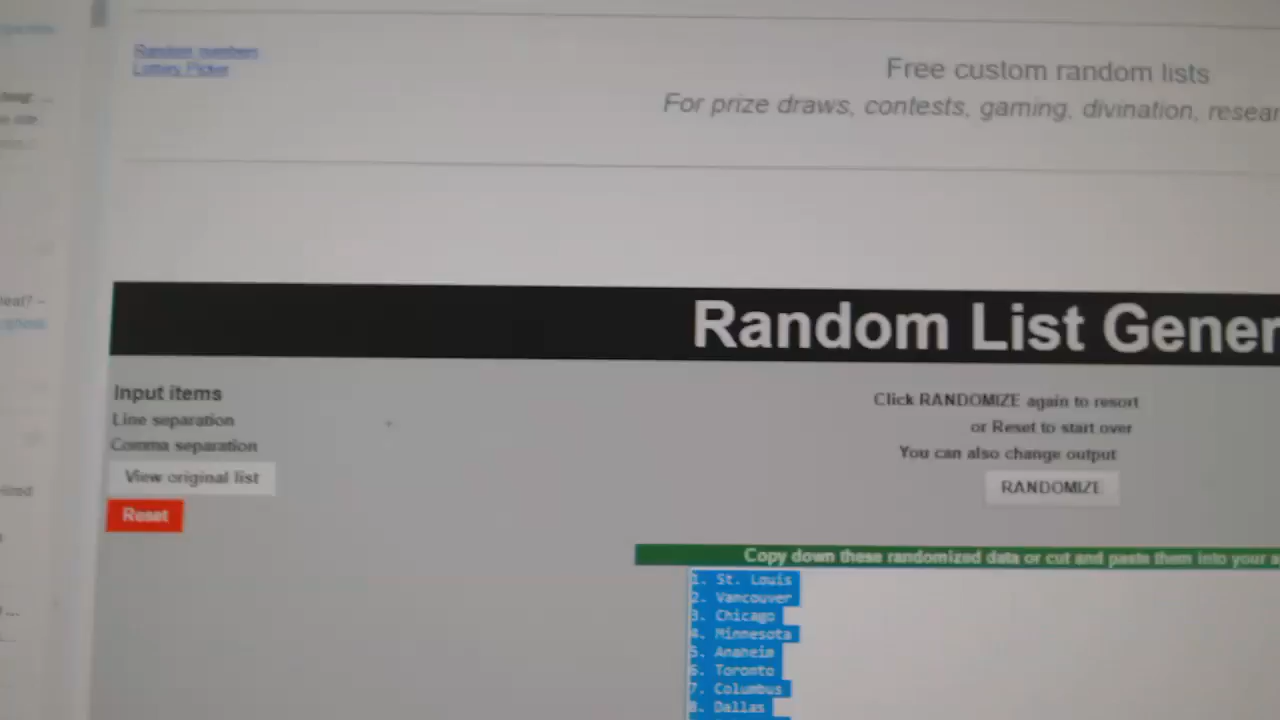 Random numbers
Lottery Picker
Free custom random lists
For prize draws, contests, gaming, divination, resear
Random List Gener
Input items
Line separation
Comma separation
View original list
Reset
Click RANDOMIZE again to resort
or Reset to start over
You can also change output
RANDOMIZE
Copy down these randomized data or cut and paste them into your
1. St. Louis
2. Vancouver
3. Chicago
4. Minnesota
5. Anaheim
6. Toronto
7. Columbus
8. Dallas